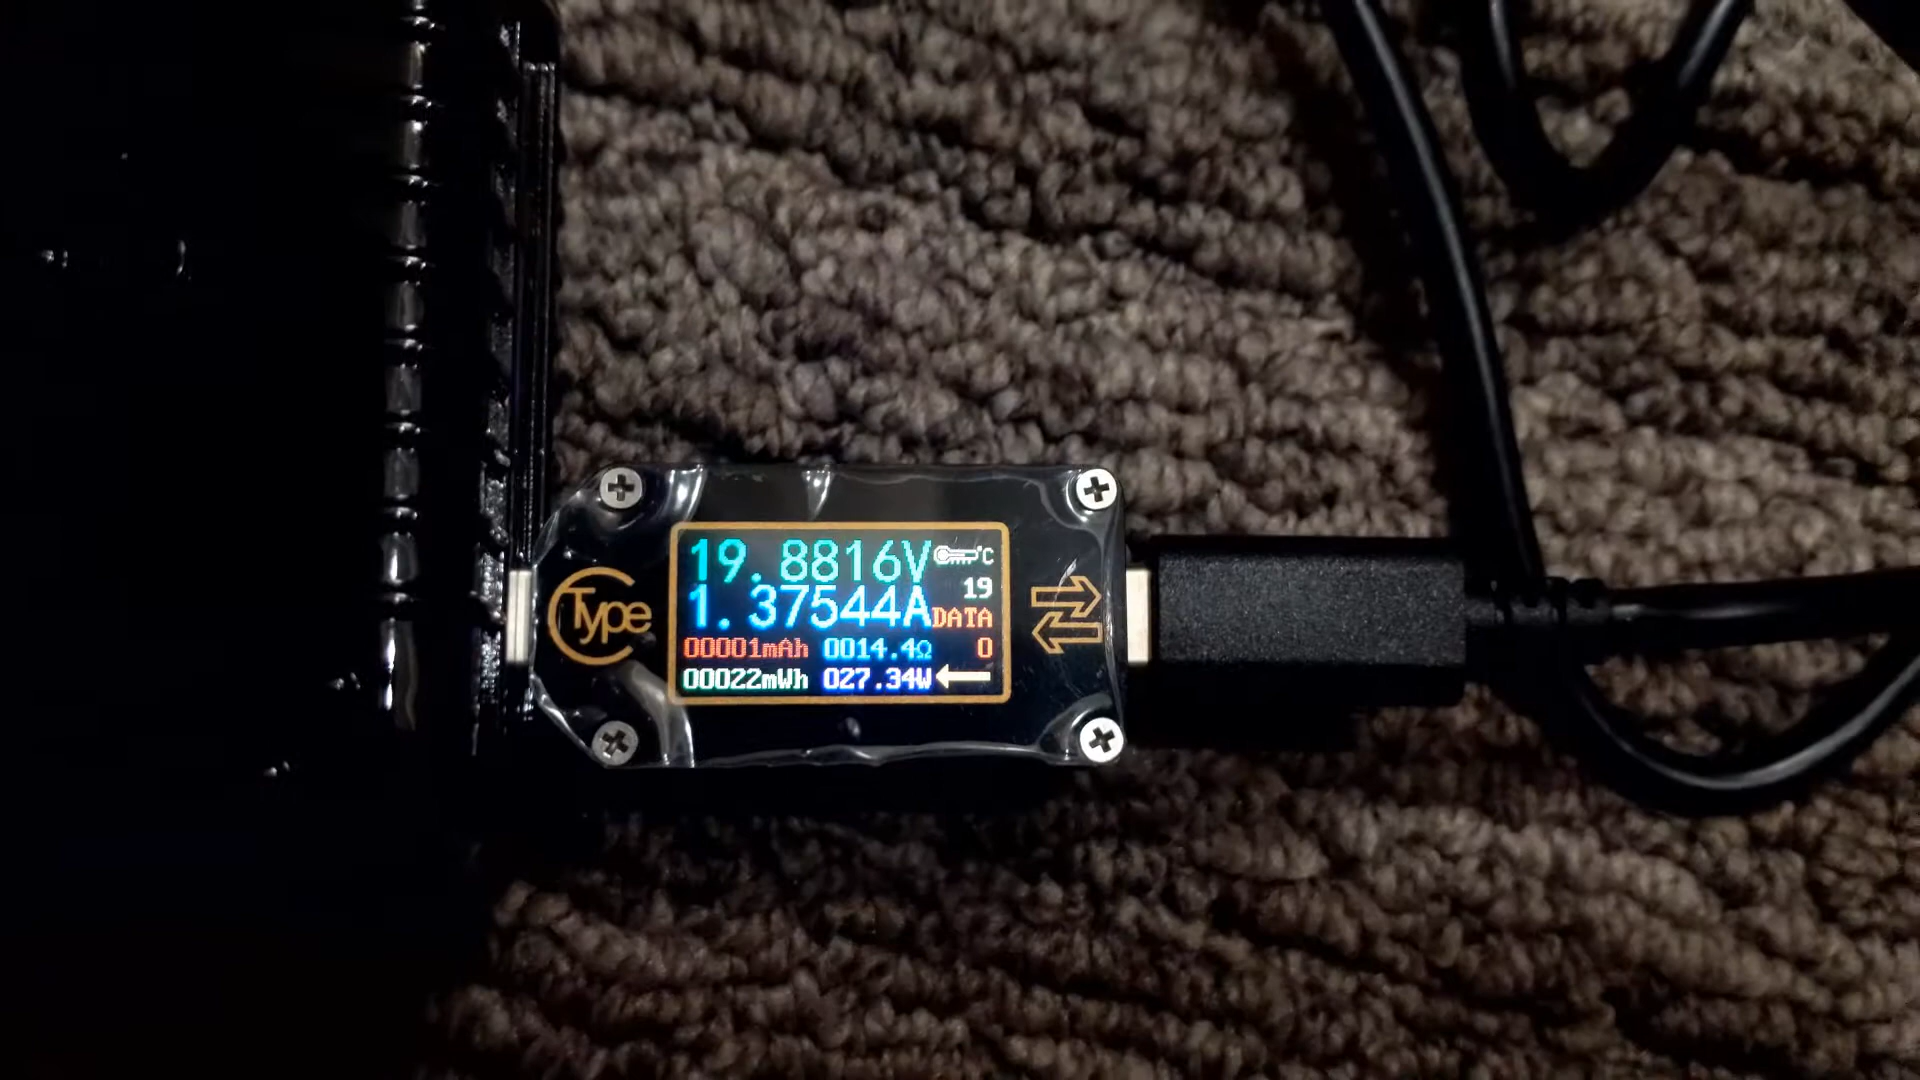 Type
19.8816V °C
19
1.37544A DATA
00001mAh 0014.4Ω 0
00022mWh 027.34W